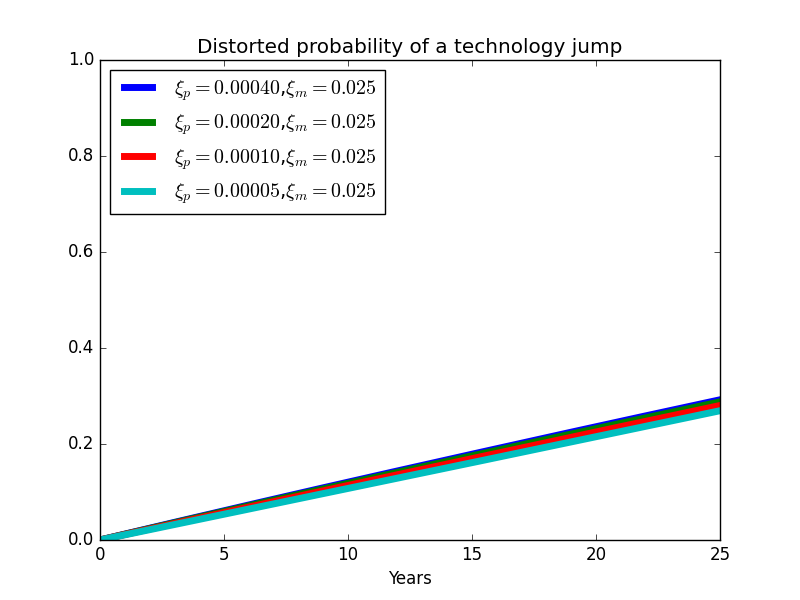 Distorted probability of a technology jump
1.0
0.8
0.6
0.4
0.2
0.0
ξₚ = 0.00040,ξₘ = 0.025
ξₚ = 0.00020,ξₘ = 0.025
ξₚ = 0.00010,ξₘ = 0.025
ξₚ = 0.00005,ξₘ = 0.025
0 5 10 15 20 25
Years